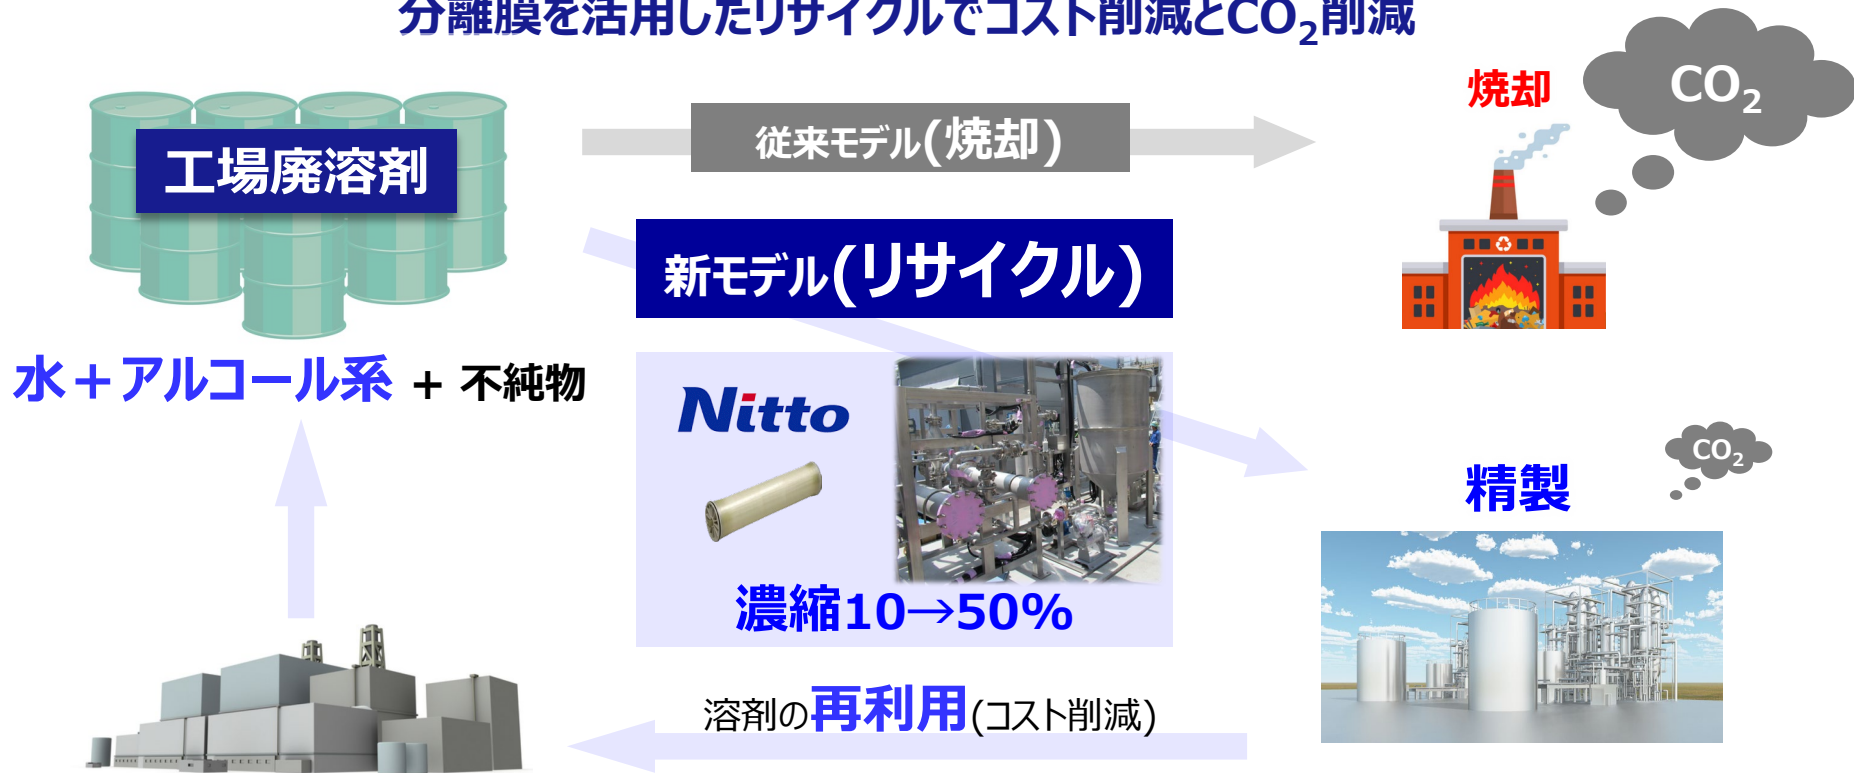 分離膜を活用したリサイクルでコスト削減とCO₂削減
工場廃溶剤
水＋アルコール系 + 不純物
従来モデル(焼却)
焼却
CO₂
新モデル(リサイクル)
Nitto
濃縮10→50%
精製
CO₂
溶剤の再利用(コスト削減)